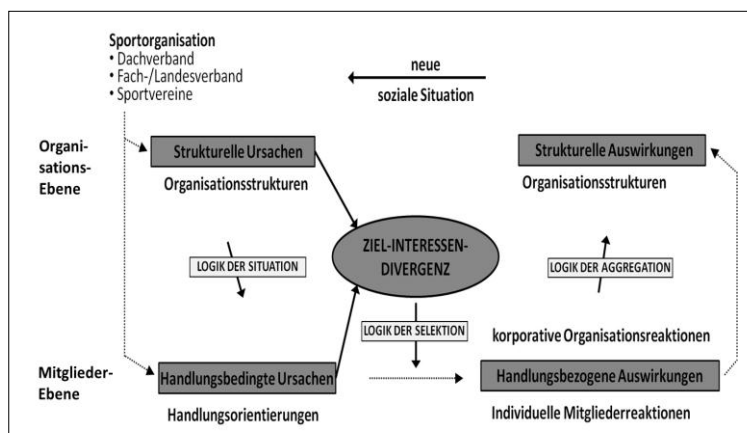 Sportorganisation
• Dachverband
• Fach-/Landesverband
• Sportvereine
neue
soziale Situation
Organi-
sations-
Ebene
Strukturelle Ursachen
Organisationsstrukturen
Strukturelle Auswirkungen
Organisationsstrukturen
ZIEL-INTERESSEN-
DIVERGENZ
LOGIK DER SITUATION
LOGIK DER AGGREGATION
LOGIK DER SELEKTION
korporative Organisationsreaktionen
Mitglieder-
Ebene
Handlungsbedingte Ursachen
Handlungsorientierungen
Handlungsbezogene Auswirkungen
Individuelle Mitgliederreaktionen